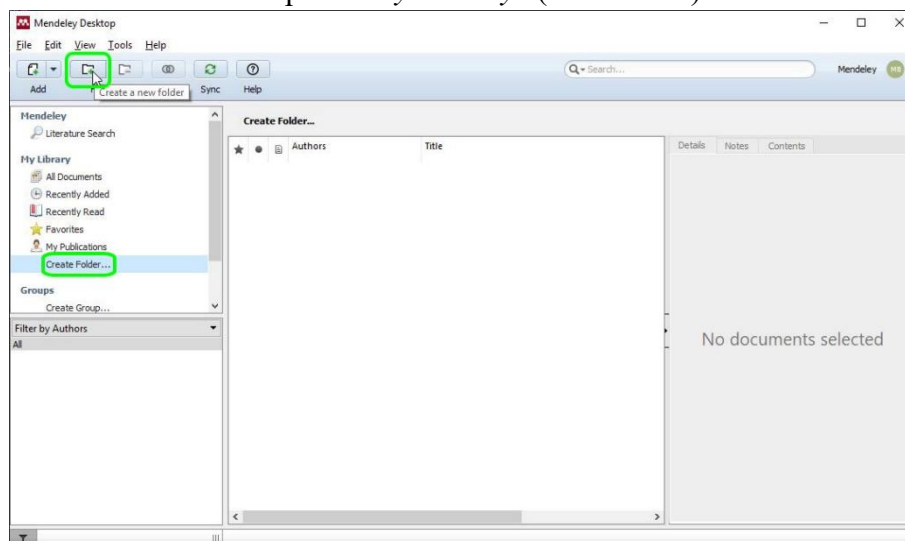 Mendeley Desktop
File Edit View Tools Help
Search...
Mendeley MB
Add Sync Help
Create a new folder
Mendeley
Literature Search
My Library
All Documents
Recently Added
Recently Read
Favorites
My Publications
Create Folder...
Groups
Create Group...
Filter by Authors
All
Create Folder...
Authors Title
Details Notes Contents
No documents selected